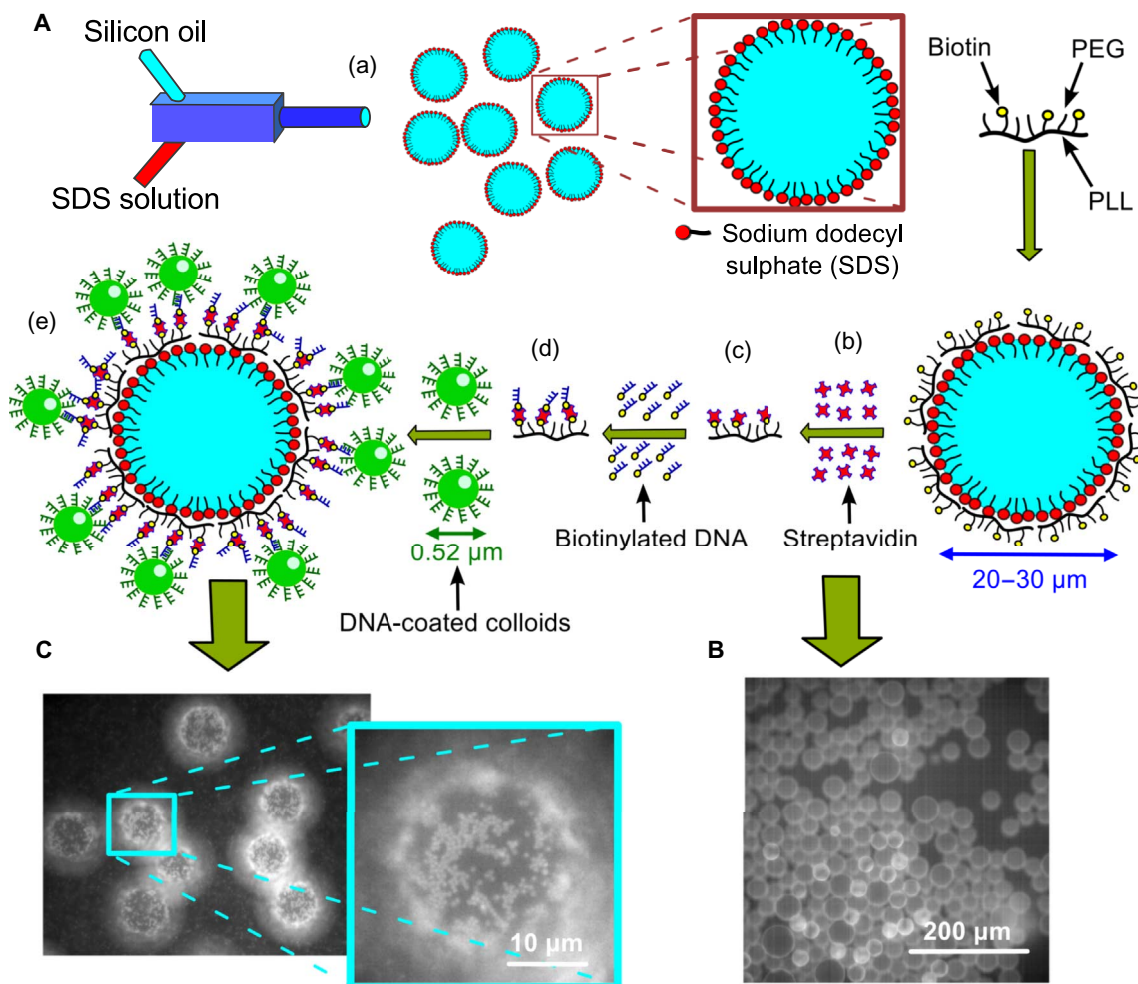 A
Silicon oil
SDS solution
(a)
Sodium dodecyl
sulphate (SDS)
Biotin
PEG
PLL
(e)
(d)
(c)
(b)
0.52 μm
DNA-coated colloids
Biotinylated DNA
Streptavidin
20–30 μm
C
10 μm
B
200 μm